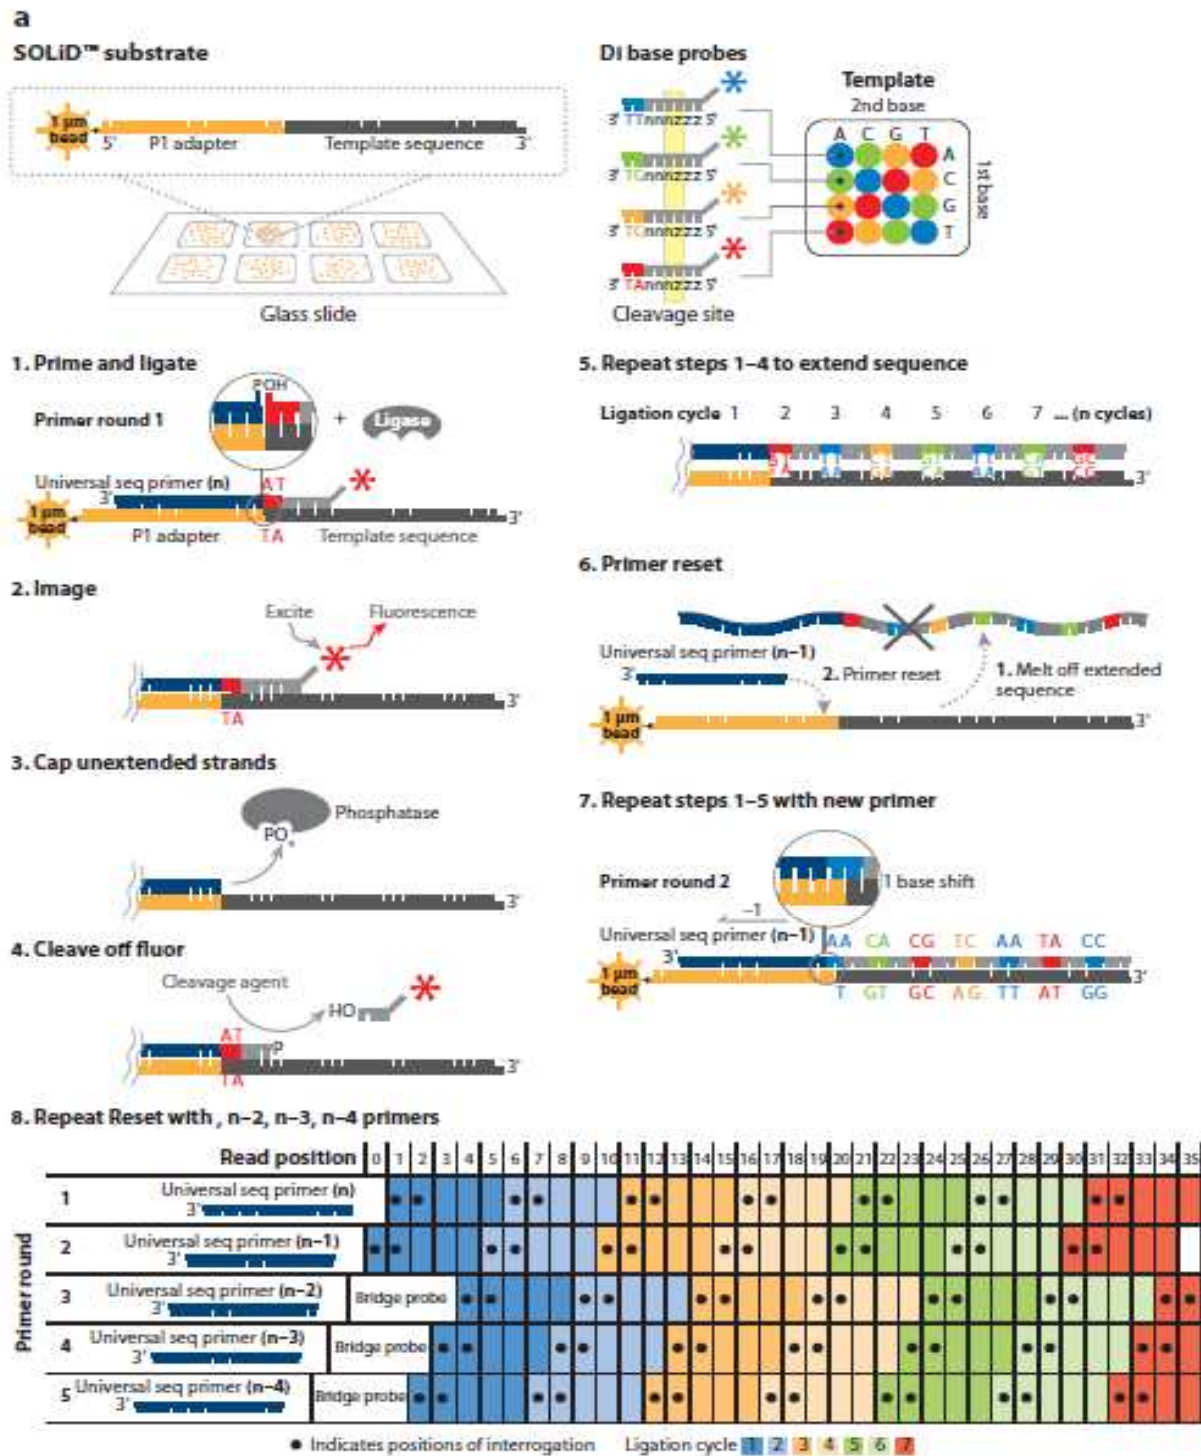 a
SOLiD™ substrate
1 µm
bead
5'
P1 adapter
Template sequence
3'
Glass slide
Di base probes
3' TTnnnzzz 5'
3' TGnnnzzz 5'
3' TCnnnzzz 5'
3' TAnnnzzz 5'
Cleavage site
Template
2nd base
A C G T
A
C
G
T
1st base
1. Prime and ligate
Primer round 1
POH
+
Ligase
Universal seq primer (n)
3'
AT
1 µm
bead
P1 adapter
TA
Template sequence
3'
2. Image
Excite
Fluorescence
TA
3'
3. Cap unextended strands
Phosphatase
PO
3'
4. Cleave off fluor
Cleavage agent
HO
AT
P
TA
3'
5. Repeat steps 1–4 to extend sequence
Ligation cycle 1 2 3 4 5 6 7 ... (n cycles)
3'
6. Primer reset
Universal seq primer (n–1)
3'
2. Primer reset
1. Melt off extended
sequence
1 µm
bead
3'
7. Repeat steps 1–5 with new primer
Primer round 2
1 base shift
–1
Universal seq primer (n–1)
AA CA CG TC AA TA CC
3'
1 µm
bead
3'
T GT GC AG TT AT GG
8. Repeat Reset with , n–2, n–3, n–4 primers
Read position 0 1 2 3 4 5 6 7 8 9 10 11 12 13 14 15 16 17 18 19 20 21 22 23 24 25 26 27 28 29 30 31 32 33 34 35
Primer round
1 Universal seq primer (n)
3'
2 Universal seq primer (n–1)
3'
3 Universal seq primer (n–2) Bridge probe
3'
4 Universal seq primer (n–3) Bridge probe
3'
5 Universal seq primer (n–4) Bridge probe
3'
● Indicates positions of interrogation Ligation cycle 1 2 3 4 5 6 7